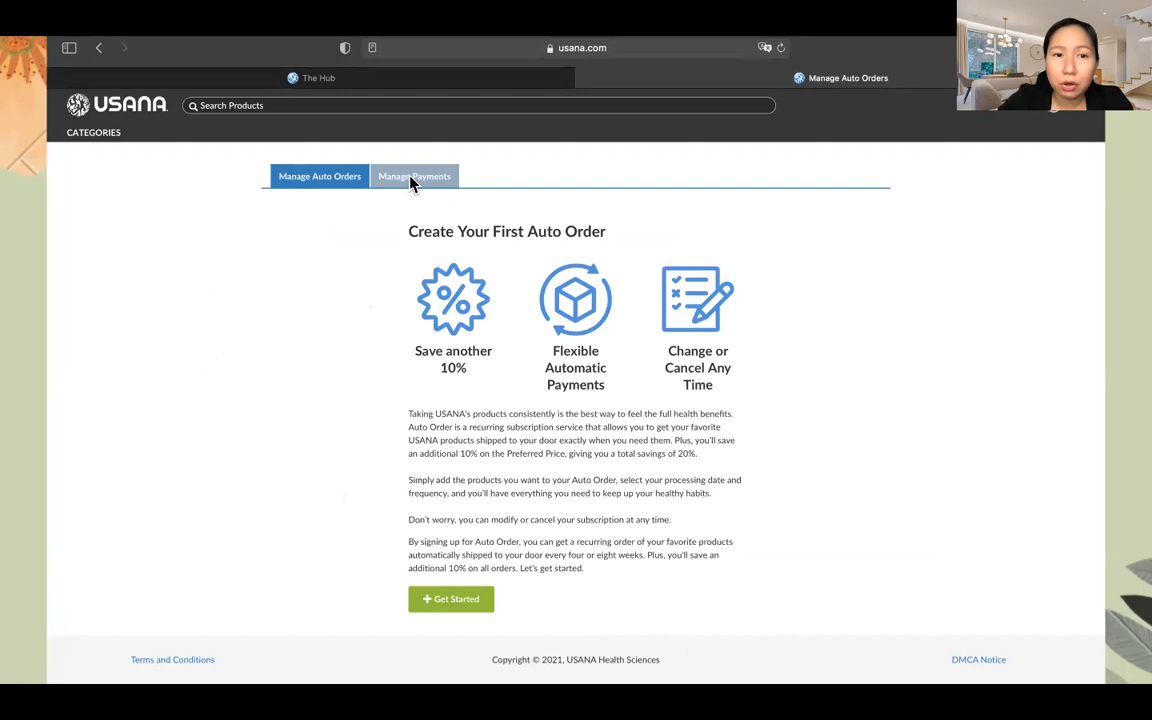 usana.com
The Hub
Manage Auto Orders
USANA
Search Products
CATEGORIES
Manage Auto Orders
Manage Payments
Create Your First Auto Order
Save another
10%
Flexible
Automatic
Payments
Change or
Cancel Any
Time
Taking USANA's products consistently is the best way to feel the full health benefits.
Auto Order is a recurring subscription service that allows you to get your favorite
USANA products shipped to your door exactly when you need them. Plus, you'll save
an additional 10% on the Preferred Price, giving you a total savings of 20%.
Simply add the products you want to your Auto Order, select your processing date and
frequency, and you'll have everything you need to keep up your healthy habits.
Don't worry, you can modify or cancel your subscription at any time.
By signing up for Auto Order, you can get a recurring order of your favorite products
automatically shipped to your door every four or eight weeks. Plus, you'll save an
additional 10% on all orders. Let's get started.
+ Get Started
Terms and Conditions
Copyright © 2021, USANA Health Sciences
DMCA Notice